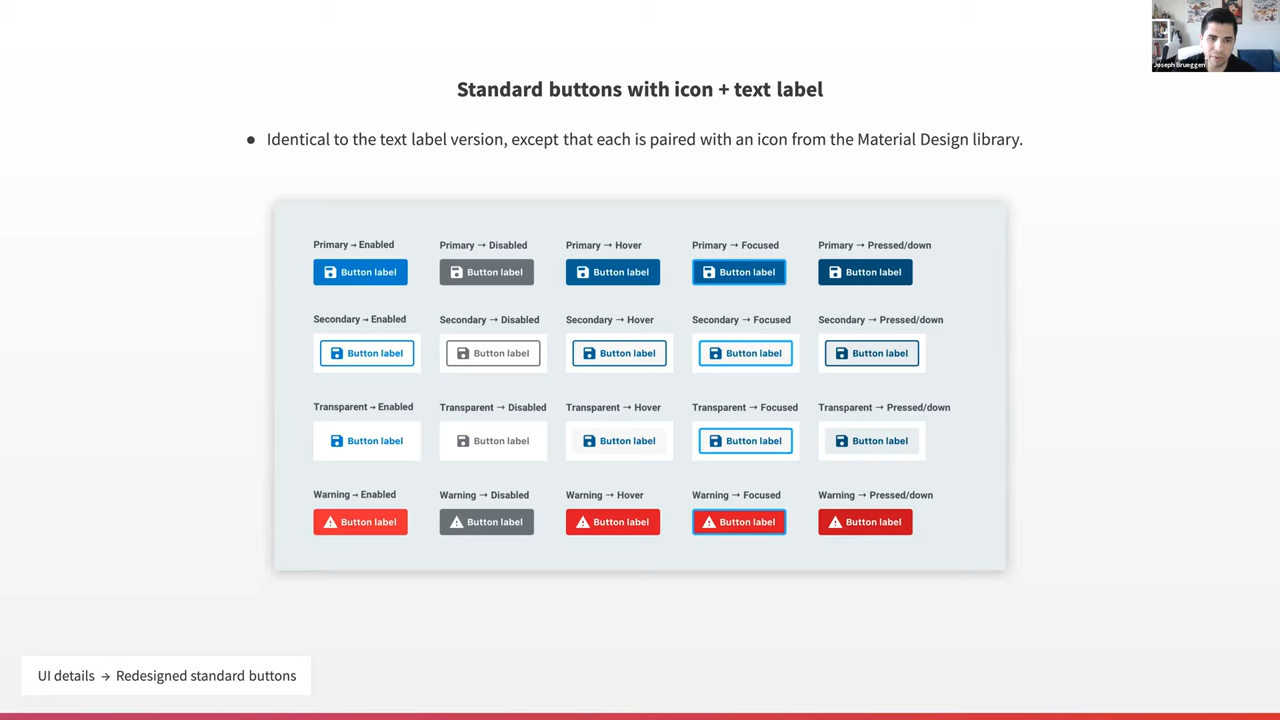 Joseph Brueggen
Standard buttons with icon + text label
● Identical to the text label version, except that each is paired with an icon from the Material Design library.
Primary → Enabled Primary → Disabled Primary → Hover Primary → Focused Primary → Pressed/down
Button label Button label Button label Button label Button label
Secondary → Enabled Secondary → Disabled Secondary → Hover Secondary → Focused Secondary → Pressed/down
Button label Button label Button label Button label Button label
Transparent → Enabled Transparent → Disabled Transparent → Hover Transparent → Focused Transparent → Pressed/down
Button label Button label Button label Button label Button label
Warning → Enabled Warning → Disabled Warning → Hover Warning → Focused Warning → Pressed/down
Button label Button label Button label Button label Button label
UI details → Redesigned standard buttons